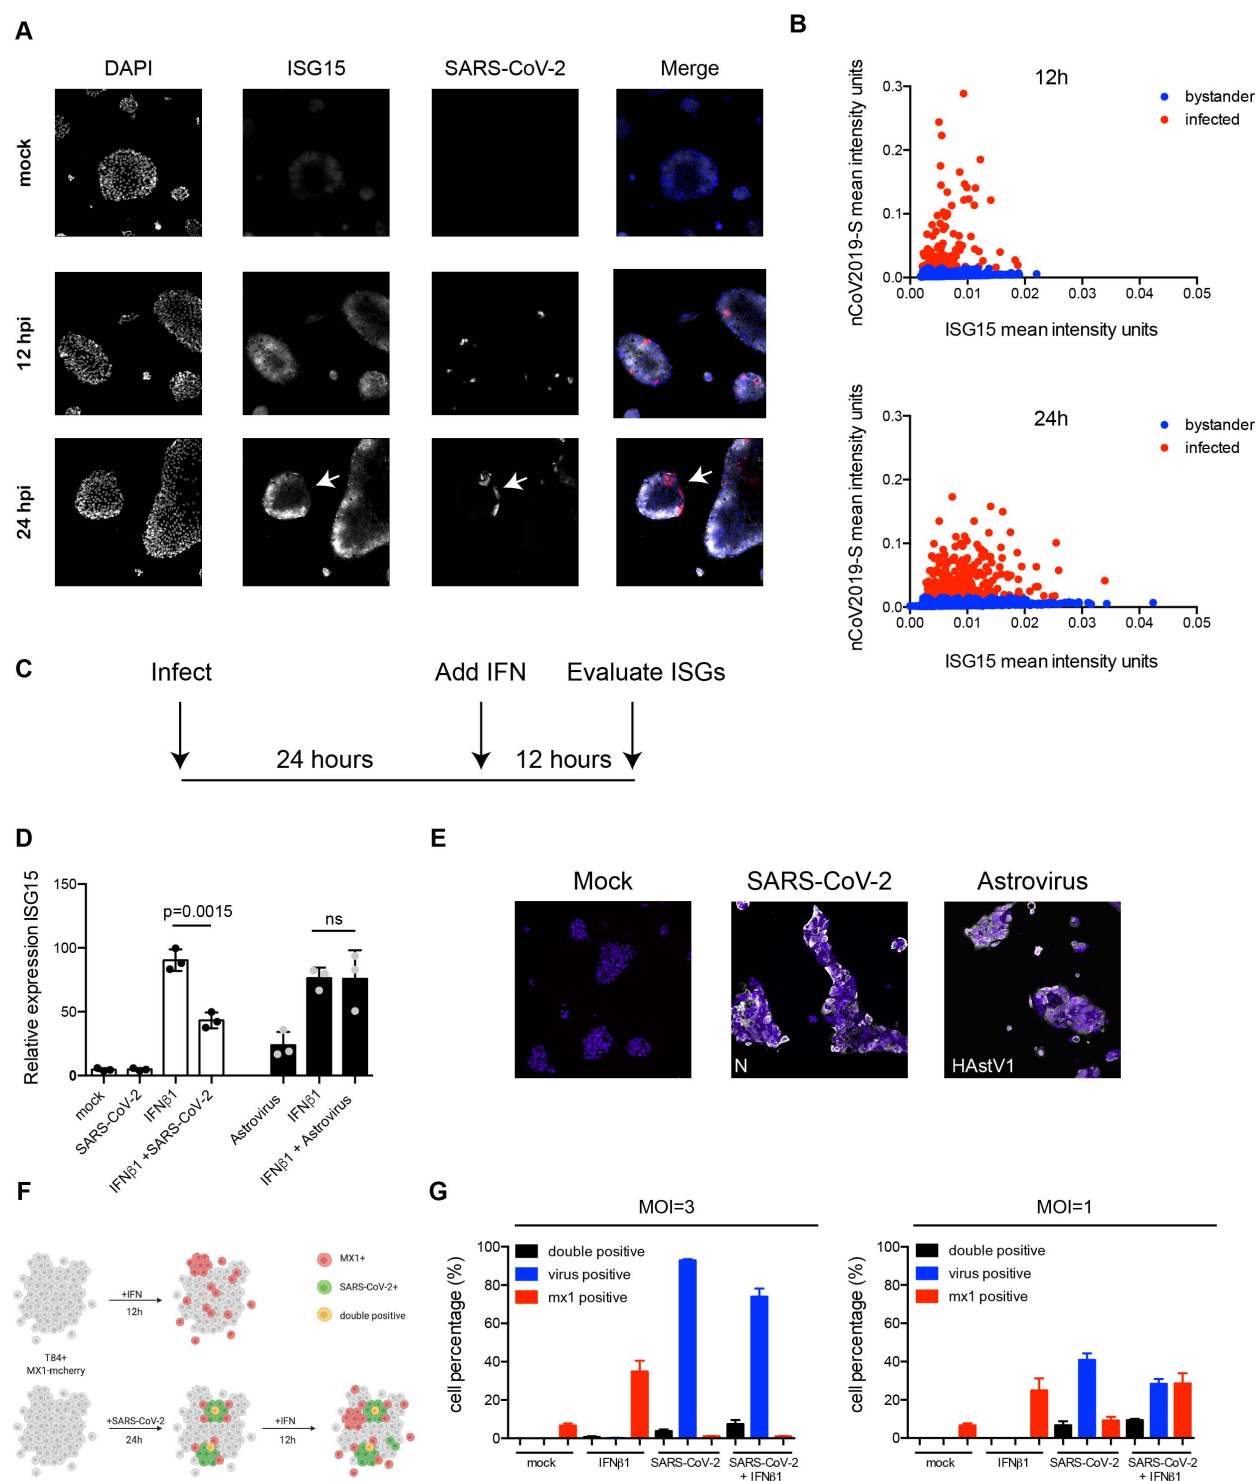 A
DAPI
ISG15
SARS-CoV-2
Merge
mock
12 hpi
24 hpi
B
12h
nCoV2019-S mean intensity units
0.3
0.2
0.1
0.0
0.00
0.01
0.02
0.03
0.04
0.05
ISG15 mean intensity units
bystander
infected
24h
nCoV2019-S mean intensity units
0.3
0.2
0.1
0.0
0.00
0.01
0.02
0.03
0.04
0.05
ISG15 mean intensity units
bystander
infected
C
Infect
Add IFN
Evaluate ISGs
24 hours
12 hours
D
Relative expression ISG15
150
100
50
0
p=0.0015
ns
mock
SARS-CoV-2
IFNβ1
IFNβ1 +SARS-CoV-2
Astrovirus
IFNβ1
IFNβ1 + Astrovirus
E
Mock
SARS-CoV-2
Astrovirus
N
HAstV1
F
+IFN
12h
MX1+
SARS-CoV-2+
double positive
T84+
MX1-mcherry
+SARS-CoV-2
24h
+IFN
12h
G
MOI=3
cell percentage (%)
100
80
60
40
20
0
double positive
virus positive
mx1 positive
mock
IFNβ1
SARS-CoV-2
SARS-CoV-2
+ IFNβ1
MOI=1
cell percentage (%)
100
80
60
40
20
0
double positive
virus positive
mx1 positive
mock
IFNβ1
SARS-CoV-2
SARS-CoV-2
+ IFNβ1